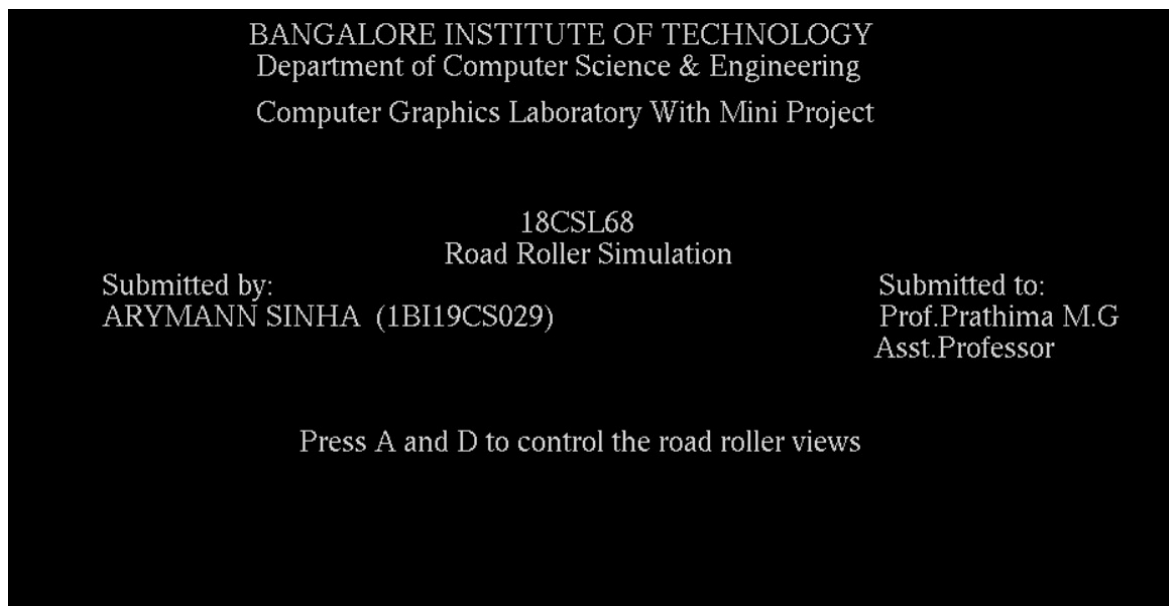 BANGALORE INSTITUTE OF TECHNOLOGY
Department of Computer Science & Engineering
Computer Graphics Laboratory With Mini Project
18CSL68
Road Roller Simulation
Submitted by:
Submitted to:
ARYMANN SINHA (1BI19CS029)
Prof.Prathima M.G
Asst.Professor
Press A and D to control the road roller views